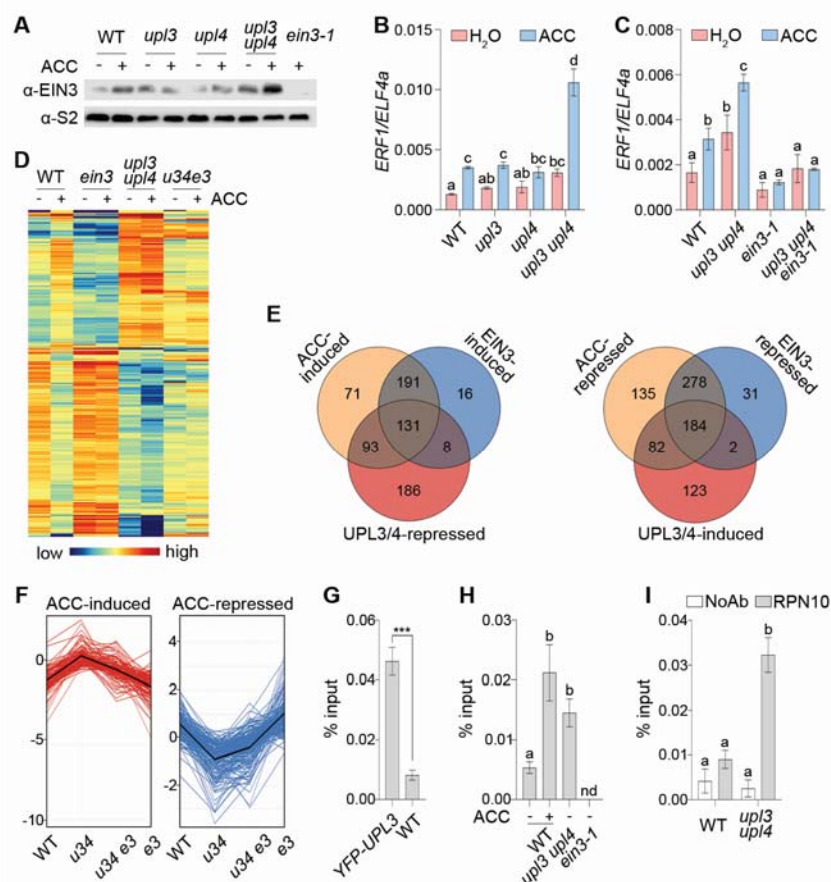 A
WT upl3 upl4 upl3 upl4 ein3-1
ACC - + - + - + - + +
α-EIN3
α-S2
B
H2O ACC
ERF1/ELF4a
0.015
0.010
0.005
0.000
a c ab c ab bc bc d
WT upl3 upl4 upl3 upl4
C
H2O ACC
ERF1/ELF4a
0.008
0.006
0.004
0.002
0.000
a b b c a a a a
WT upl3 upl4 ein3-1 upl3 upl4 ein3-1
D
WT ein3 upl3 upl4 u34e3
- + - + - + - + ACC
low high
E
ACC-induced
EIN3-induced
71 191 16
131
93 8
186
UPL3/4-repressed
ACC-repressed
EIN3-repressed
135 278 31
184
82 2
123
UPL3/4-induced
F
ACC-induced
0
-5
-10
WT u34 u34 e3 e3
ACC-repressed
4
2
0
-2
WT u34 u34 e3 e3
G
% input
0.06
0.04
0.02
0.00
***
YFP-UPL3 WT
H
% input
0.03
0.02
0.01
0.00
a b b nd
ACC - + - -
WT upl3 upl4 ein3-1
I
NoAb RPN10
% input
0.04
0.03
0.02
0.01
0.00
a a a b
WT upl3 upl4